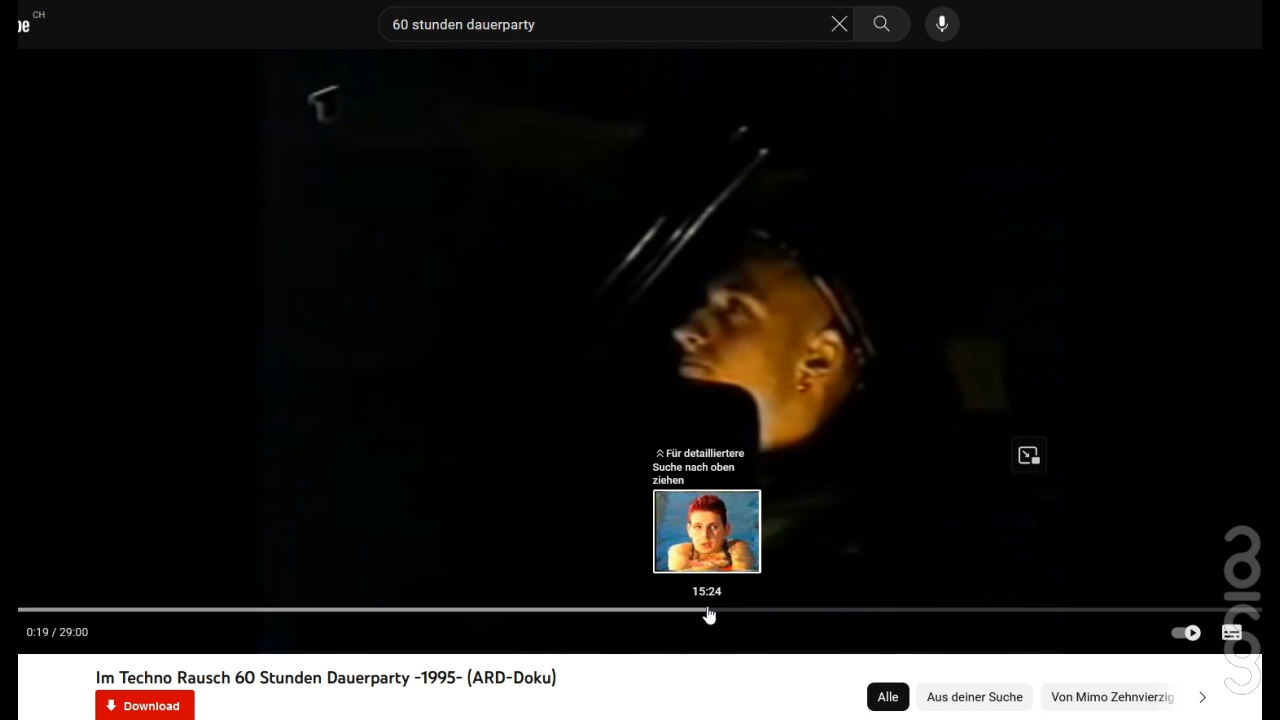 be CH
60 stunden dauerparty
Für detailliertere
Suche nach oben
ziehen
15:24
0:19 / 29:00
Im Techno Rausch 60 Stunden Dauerparty -1995- (ARD-Doku)
Download
Alle
Aus deiner Suche
Von Mimo Zehnvierzig